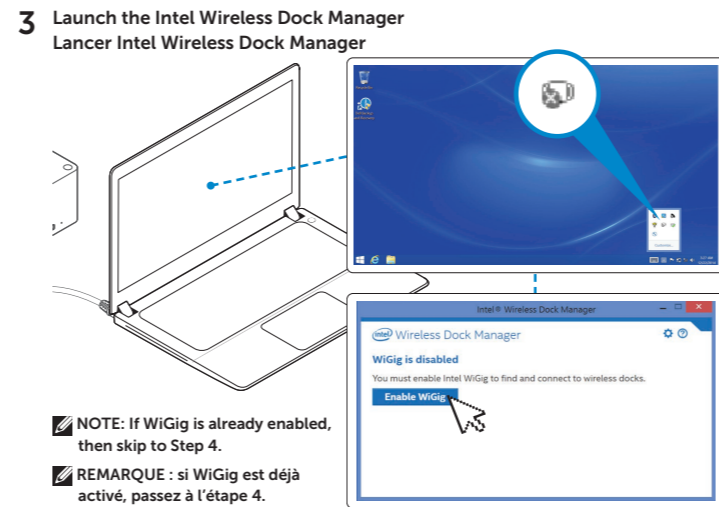 3 Launch the Intel Wireless Dock Manager
Lancer Intel Wireless Dock Manager
Intel® Wireless Dock Manager
intel Wireless Dock Manager
WiGig is disabled
You must enable Intel WiGig to find and connect to wireless docks.
Enable WiGig
NOTE: If WiGig is already enabled,
then skip to Step 4.
REMARQUE : si WiGig est déjà
activé, passez à l'étape 4.